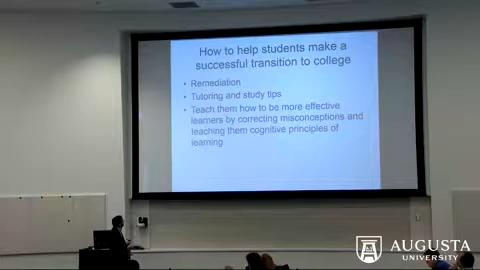 How to help students make a
successful transition to college
• Remediation
• Tutoring and study tips
• Teach them how to be more effective
learners by correcting misconceptions and
teaching them cognitive principles of
learning
AUGUSTA
UNIVERSITY